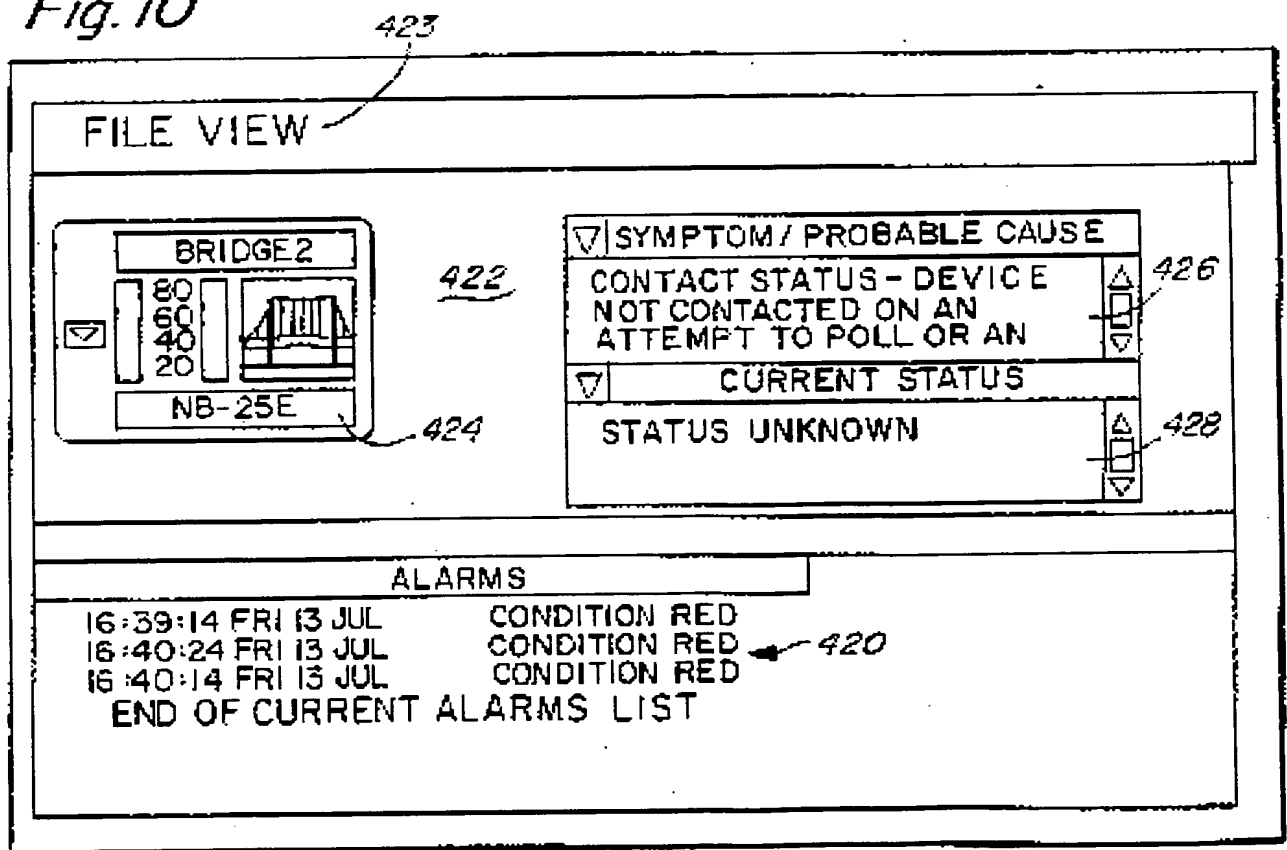 Fig. 10
423
FILE VIEW
BRIDGE2
80
60
40
20
NB-25E
424
422
SYMPTOM / PROBABLE CAUSE
CONTACT STATUS - DEVICE
NOT CONTACTED ON AN
ATTEMPT TO POLL OR AN
426
CURRENT STATUS
STATUS UNKNOWN
428
ALARMS
16:39:14 FRI 13 JUL CONDITION RED
16:40:24 FRI 13 JUL CONDITION RED
420
16:40:14 FRI 13 JUL CONDITION RED
END OF CURRENT ALARMS LIST